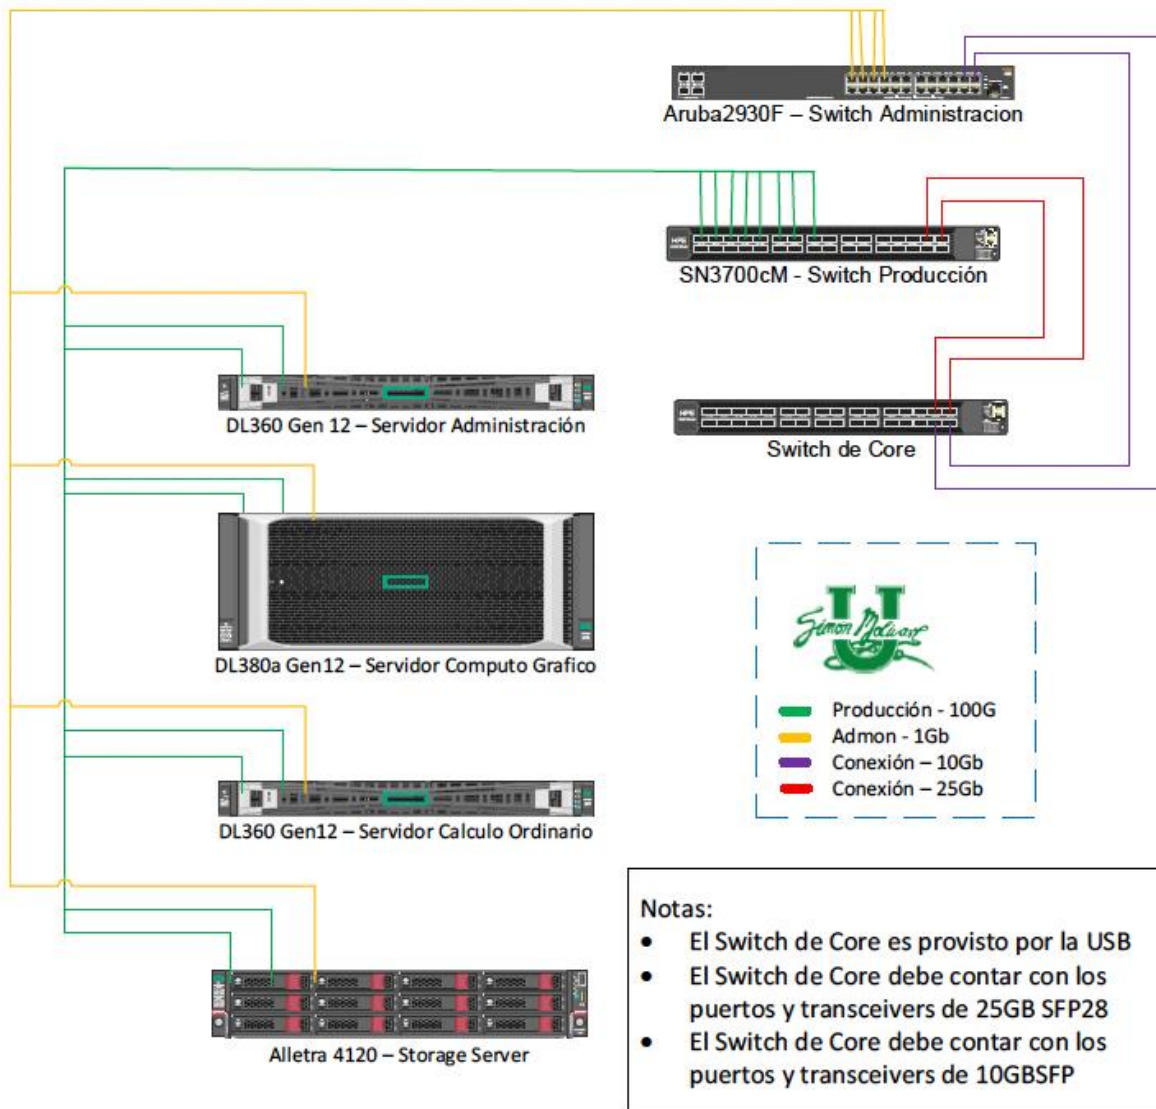 Aruba2930F – Switch Administracion
SN3700cM - Switch Producción
DL360 Gen 12 – Servidor Administración
Switch de Core
DL380a Gen12 – Servidor Computo Grafico
U
Producción - 100G
Admon - 1Gb
Conexión – 10Gb
Conexión – 25Gb
DL360 Gen12 – Servidor Calculo Ordinario
Alletra 4120 – Storage Server
Notas:
• El Switch de Core es provisto por la USB
• El Switch de Core debe contar con los
puertos y transceivers de 25GB SFP28
• El Switch de Core debe contar con los
puertos y transceivers de 10GBSFP